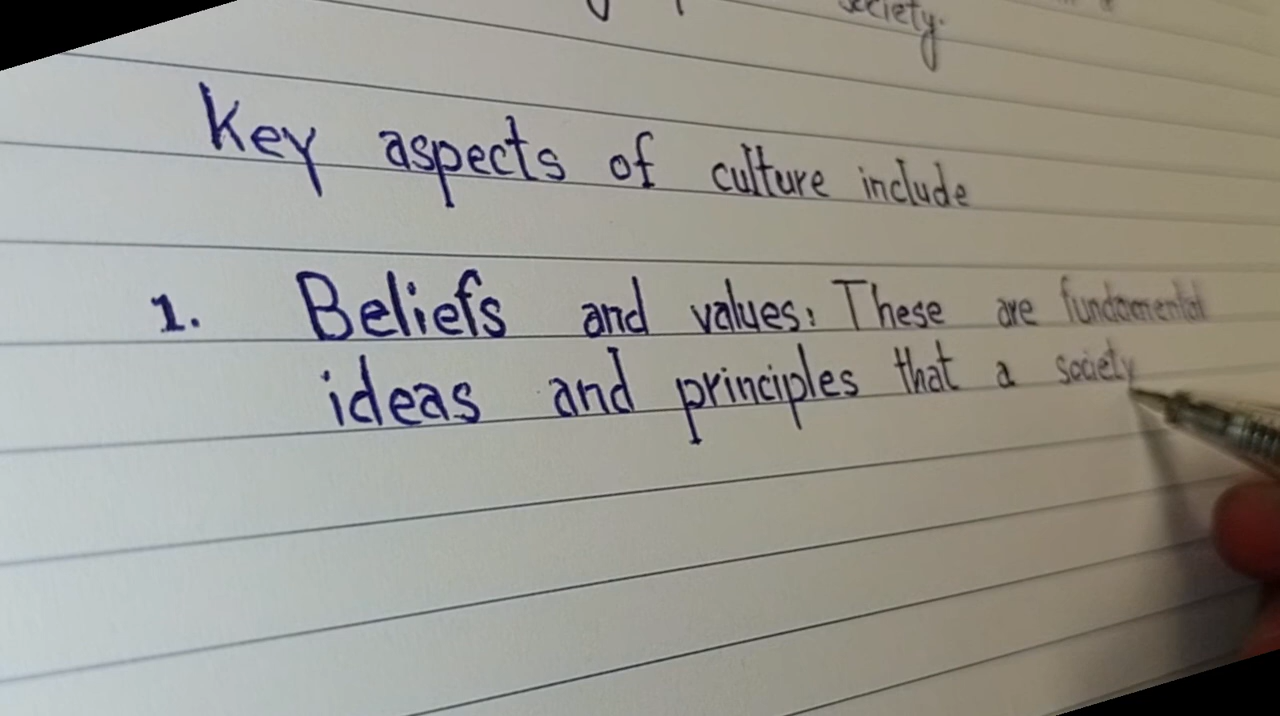 society.
Key aspects of culture include
1. Beliefs and values: These are fundamental
ideas and principles that a society